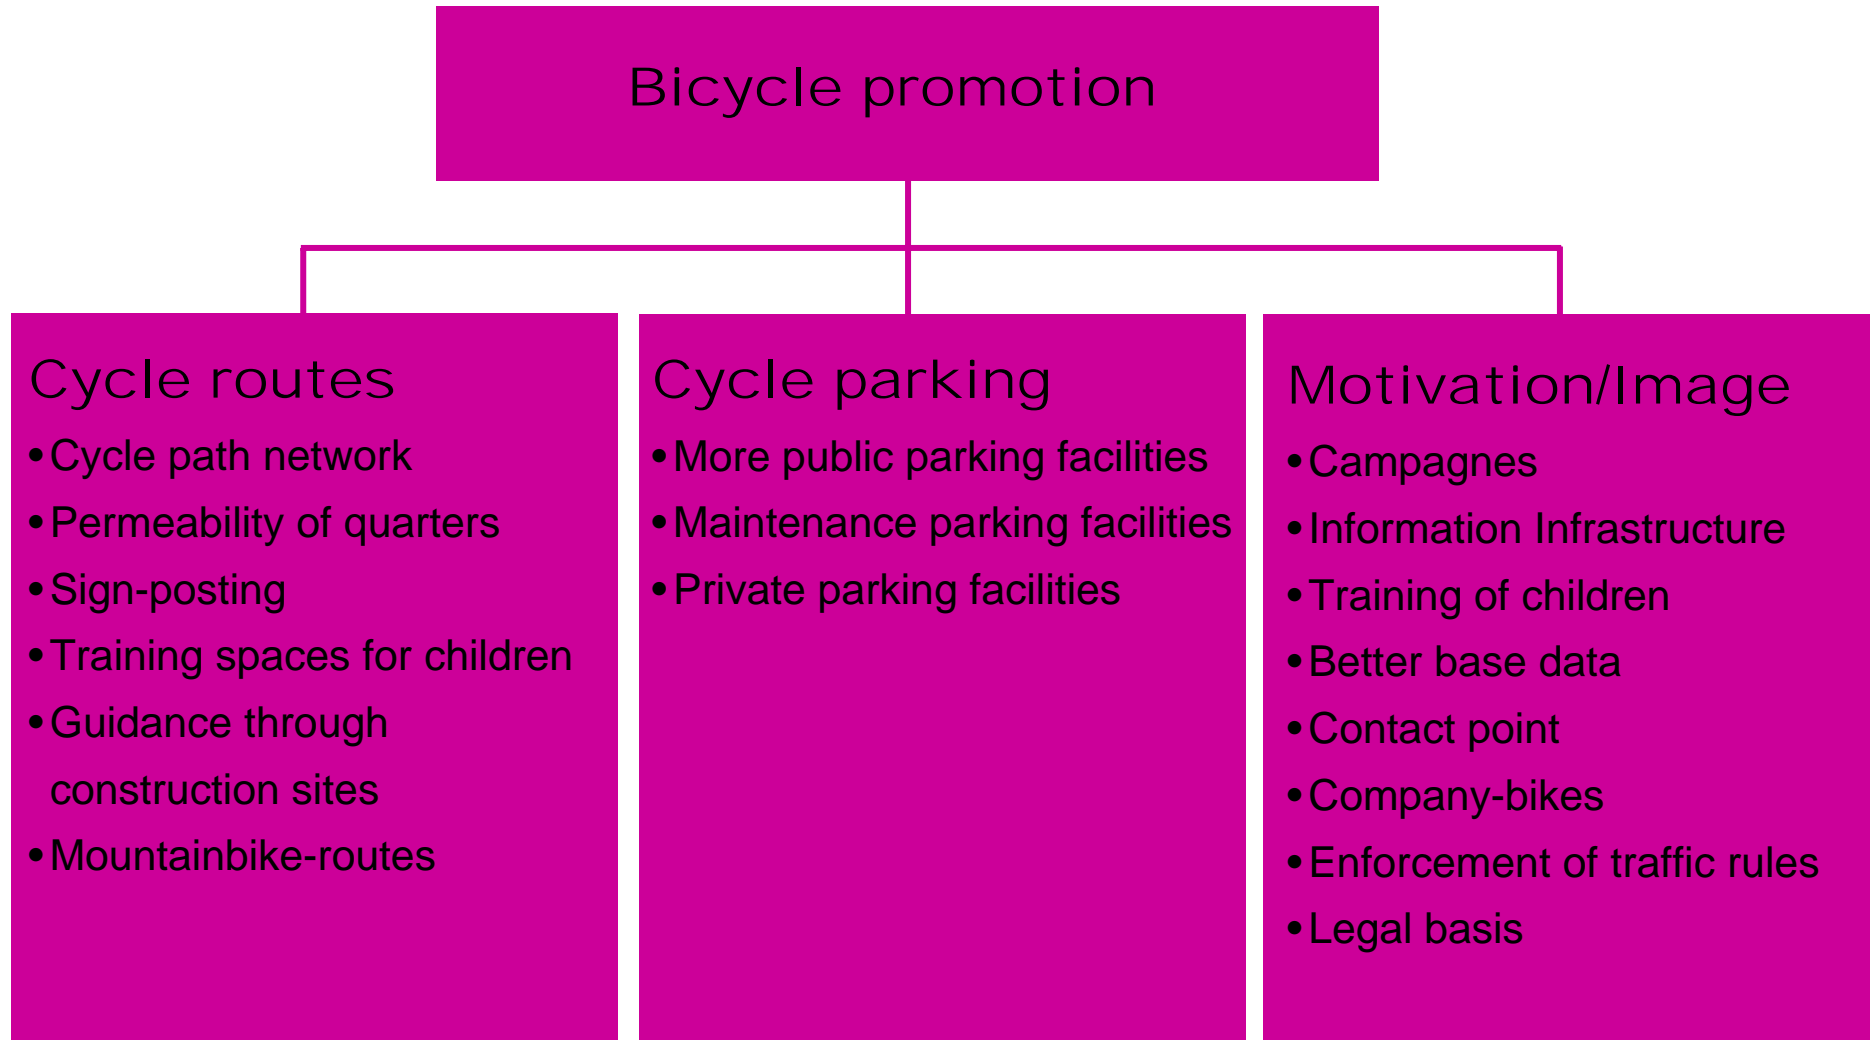 Bicycle promotion
Cycle routes
•Cycle path network
•Permeability of quarters
•Sign-posting
•Training spaces for children
•Guidance through
construction sites
•Mountainbike-routes
Cycle parking
•More public parking facilities
•Maintenance parking facilities
•Private parking facilities
Motivation/Image
•Campagnes
•Information Infrastructure
•Training of children
•Better base data
•Contact point
•Company-bikes
•Enforcement of traffic rules
•Legal basis